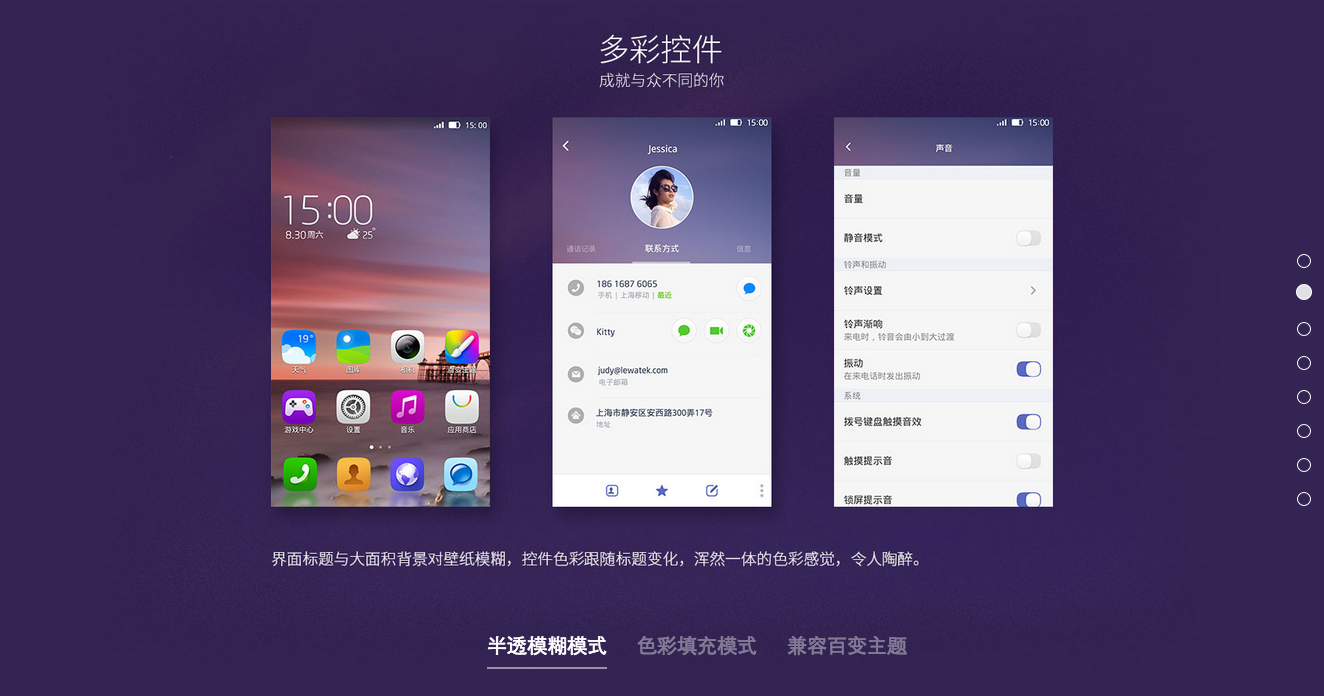 多彩控件
成就与众不同的你
15:00
15:00
8.30周六
25°
19°
天气
图库
相机
游戏中心
设置
音乐
应用商店
15:00
Jessica
通话记录
联系方式
信息
186 1687 6065
手机 | 上海移动 | 最近
Kitty
judy@lewatek.com
电子邮箱
上海市静安区安西路300弄17号
地址
15:00
声音
音量
音量
静音模式
铃声和振动
铃声设置
铃声渐响
来电时，铃音会由小到大过渡
振动
在来电话时发出振动
系统
拨号键盘触摸音效
触摸提示音
锁屏提示音
界面标题与大面积背景对壁纸模糊，控件色彩跟随标题变化，浑然一体的色彩感觉，令人陶醉。
半透模糊模式
色彩填充模式
兼容百变主题